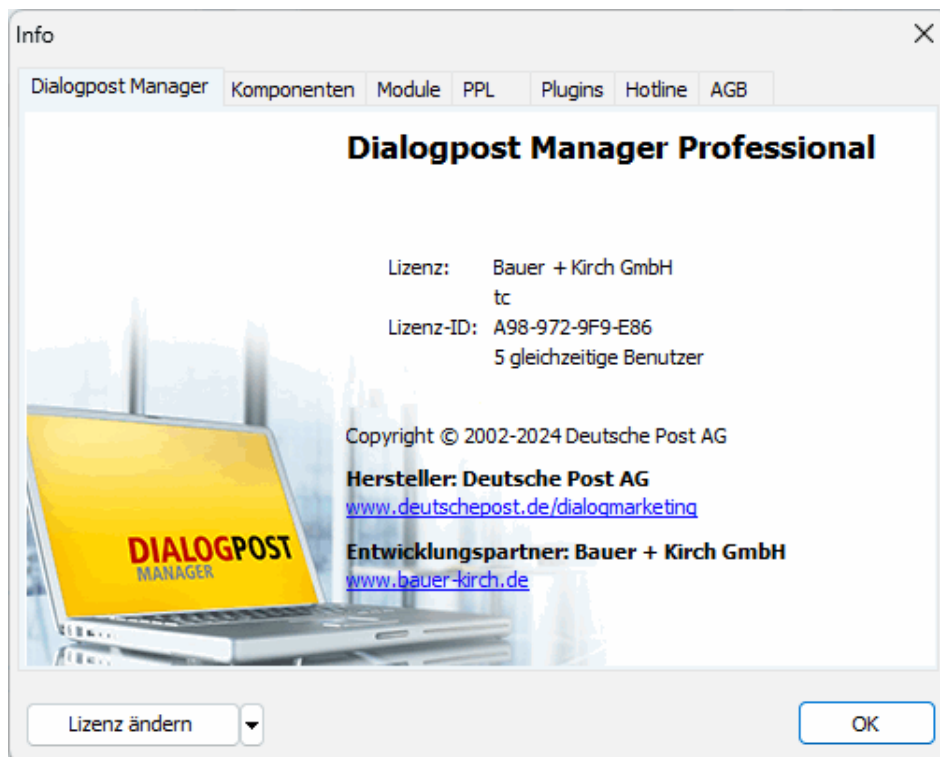 Info
Dialogpost Manager Komponenten Module PPL Plugins Hotline AGB
Dialogpost Manager Professional
Lizenz: Bauer + Kirch GmbH
tc
Lizenz-ID: A98-972-9F9-E86
5 gleichzeitige Benutzer
Copyright © 2002-2024 Deutsche Post AG
Hersteller: Deutsche Post AG
www.deutschepost.de/dialogmarketing
Entwicklungspartner: Bauer + Kirch GmbH
www.bauer-kirch.de
DIALOGPOST
MANAGER
Lizenz ändern
OK